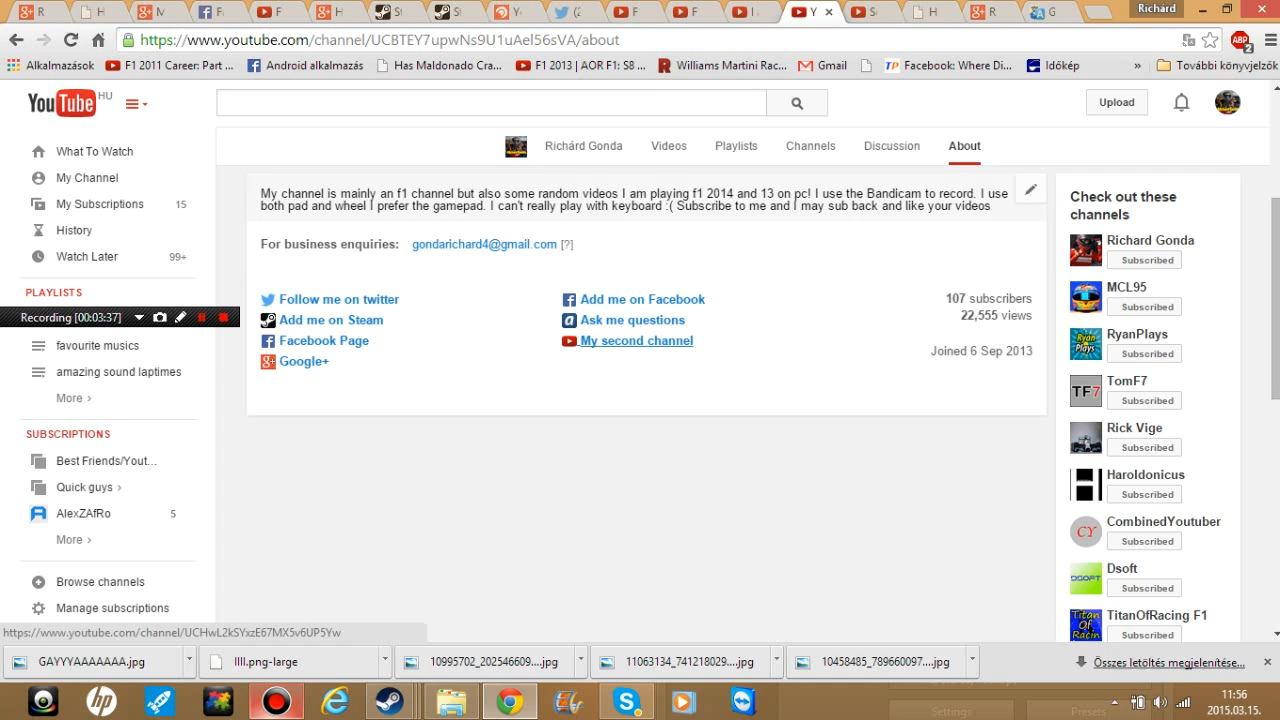 R
H
M
F
F
H
St
S
Yo
(2
F
F
I a
Y
Se
H
R
G
Richárd
https://www.youtube.com/channel/UCBTEY7upwNs9U1uAel56sVA/about
ABP
2
Alkalmazások
F1 2011 Career: Part ...
Android alkalmazás
Has Maldonado Cra...
F1 2013 | AOR F1: S8 ...
Williams Martini Rac...
Gmail
Facebook: Where Di...
Időkép
»
További könyvjelzők
YouTube HU
Upload
Richárd Gonda
Videos
Playlists
Channels
Discussion
About
What To Watch
My Channel
My Subscriptions 15
History
Watch Later 99+
PLAYLISTS
Recording [00:03:37]
favourite musics
amazing sound laptimes
More ›
SUBSCRIPTIONS
Best Friends/Yout...
Quick guys ›
AlexZAfRo 5
More ›
Browse channels
Manage subscriptions
My channel is mainly an f1 channel but also some random videos I am playing f1 2014 and 13 on pc! I use the Bandicam to record. I use
both pad and wheel I prefer the gamepad. I can't really play with keyboard :( Subscribe to me and I may sub back and like your videos
For business enquiries: gondarichard4@gmail.com [?]
Follow me on twitter
Add me on Facebook
107 subscribers
Add me on Steam
Ask me questions
22,555 views
Facebook Page
My second channel
Joined 6 Sep 2013
Google+
Check out these
channels
Richard Gonda
Subscribed
MCL95
Subscribed
RyanPlays
Subscribed
TomF7
Subscribed
Rick Vige
Subscribed
Haroldonicus
Subscribed
CombinedYoutuber
Subscribed
Dsoft
Subscribed
TitanOfRacing F1
Subscribed
https://www.youtube.com/channel/UCHwL2kSYxzE67MX5v6UP5Yw
GAYYYAAAAAAA.jpg
llll.png-large
10995702_202546609....jpg
11063134_741218029....jpg
10458485_789660097....jpg
Összes letöltés megjelenítése...
Settings
Presets
11:56
2015.03.15.